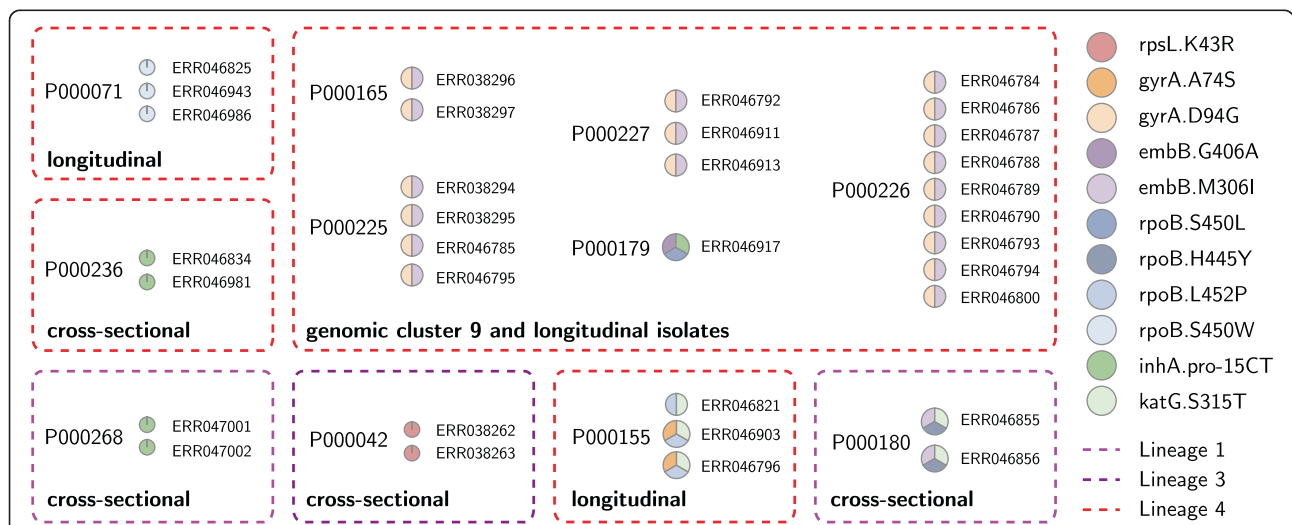 P000071
ERR046825
ERR046943
ERR046986
longitudinal
P000236
ERR046834
ERR046981
cross-sectional
P000165
ERR038296
ERR038297
P000225
ERR038294
ERR038295
ERR046785
ERR046795
P000227
ERR046792
ERR046911
ERR046913
P000179
ERR046917
P000226
ERR046784
ERR046786
ERR046787
ERR046788
ERR046789
ERR046790
ERR046793
ERR046794
ERR046800
genomic cluster 9 and longitudinal isolates
P000268
ERR047001
ERR047002
cross-sectional
P000042
ERR038262
ERR038263
cross-sectional
P000155
ERR046821
ERR046903
ERR046796
longitudinal
P000180
ERR046855
ERR046856
cross-sectional
rpsL.K43R
gyrA.A74S
gyrA.D94G
embB.G406A
embB.M306I
rpoB.S450L
rpoB.H445Y
rpoB.L452P
rpoB.S450W
inhA.pro-15CT
katG.S315T
Lineage 1
Lineage 3
Lineage 4